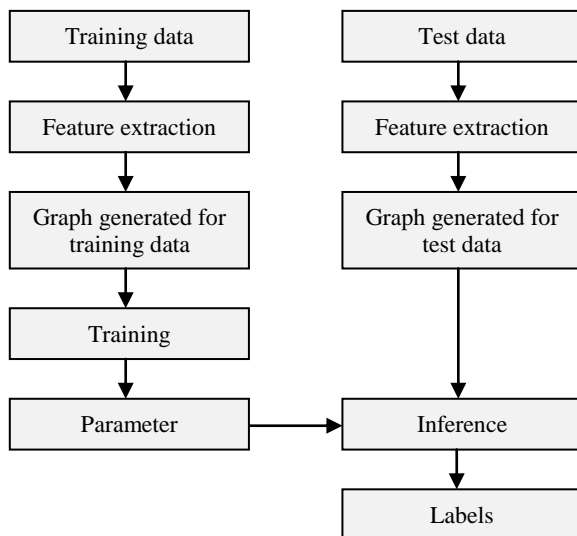 Training data
Test data
Feature extraction
Feature extraction
Graph generated for
training data
Graph generated for
test data
Training
Parameter
Inference
Labels